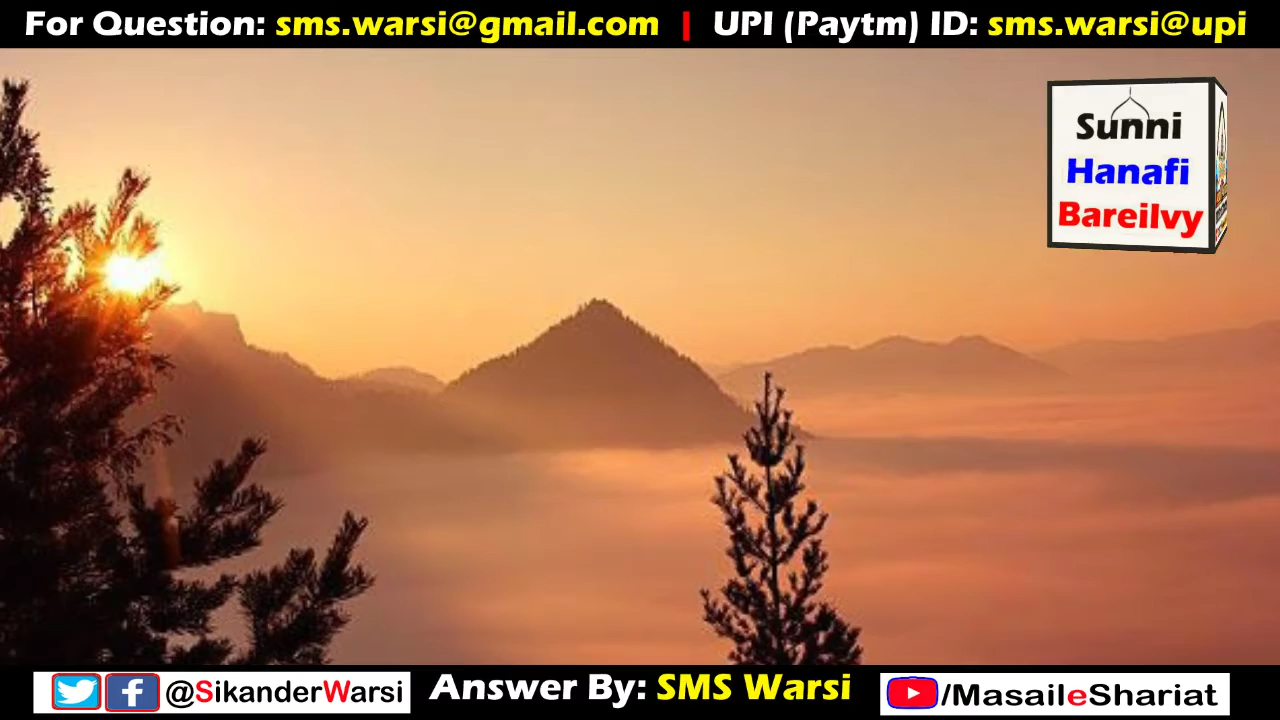 For Question: sms.warsi@gmail.com | UPI (Paytm) ID: sms.warsi@upi
Sunni
Hanafi
Bareilvy
@SikanderWarsi
Answer By: SMS Warsi
/MasaileShariat